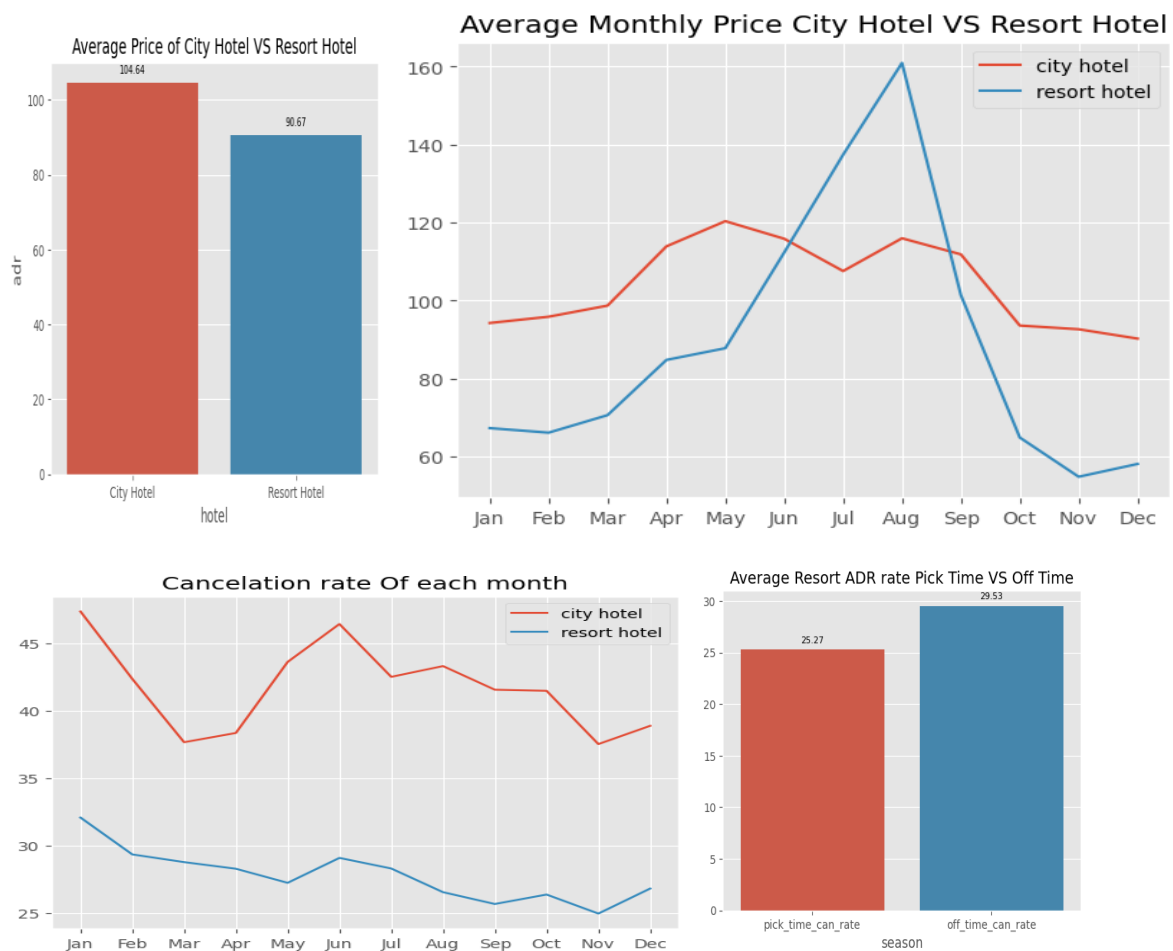 Average Price of City Hotel VS Resort Hotel
104.64
90.67
100
80
60
40
20
0
adr
City Hotel
Resort Hotel
hotel
Average Monthly Price City Hotel VS Resort Hotel
city hotel
resort hotel
160
140
120
100
80
60
Jan Feb Mar Apr May Jun Jul Aug Sep Oct Nov Dec
Cancelation rate Of each month
city hotel
resort hotel
45
40
35
30
25
Jan Feb Mar Apr May Jun Jul Aug Sep Oct Nov Dec
Average Resort ADR rate Pick Time VS Off Time
29.53
25.27
30
25
20
15
10
5
0
pick_time_can_rate
off_time_can_rate
season